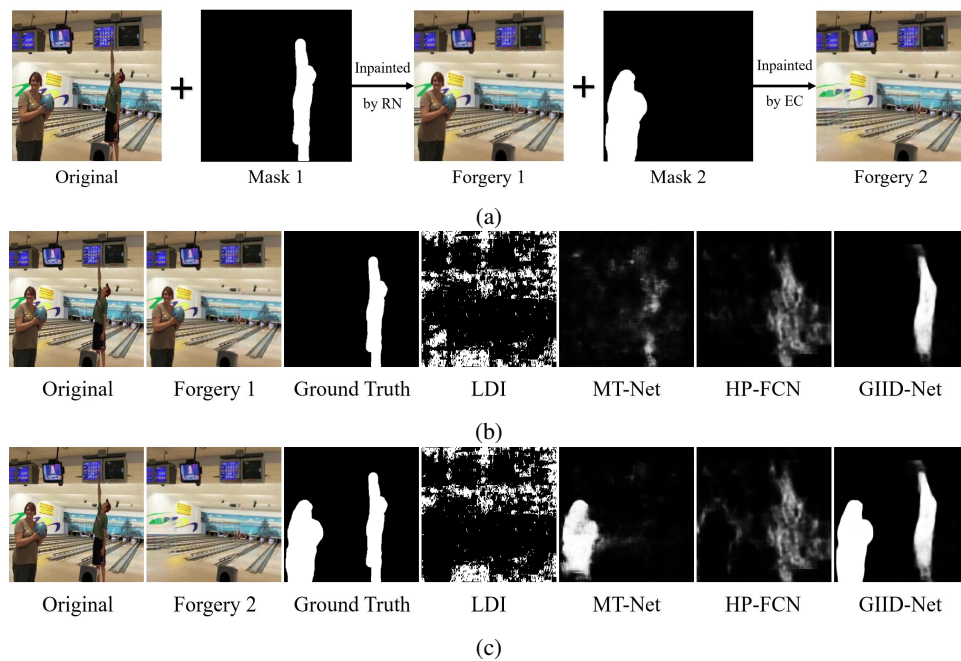 Inpainted
by RN
Inpainted
by EC
Original
Mask 1
Forgery 1
Mask 2
Forgery 2
(a)
Original
Forgery 1
Ground Truth
LDI
MT-Net
HP-FCN
GIID-Net
(b)
Original
Forgery 2
Ground Truth
LDI
MT-Net
HP-FCN
GIID-Net
(c)